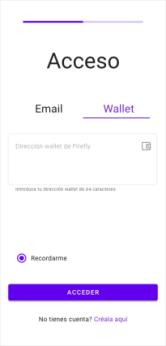 Acceso
Email
Wallet
Dirección wallet de Firefly
Introduce tu dirección wallet de 64 caracteres
Recordarme
ACCEDER
No tienes cuenta? Créala aquí